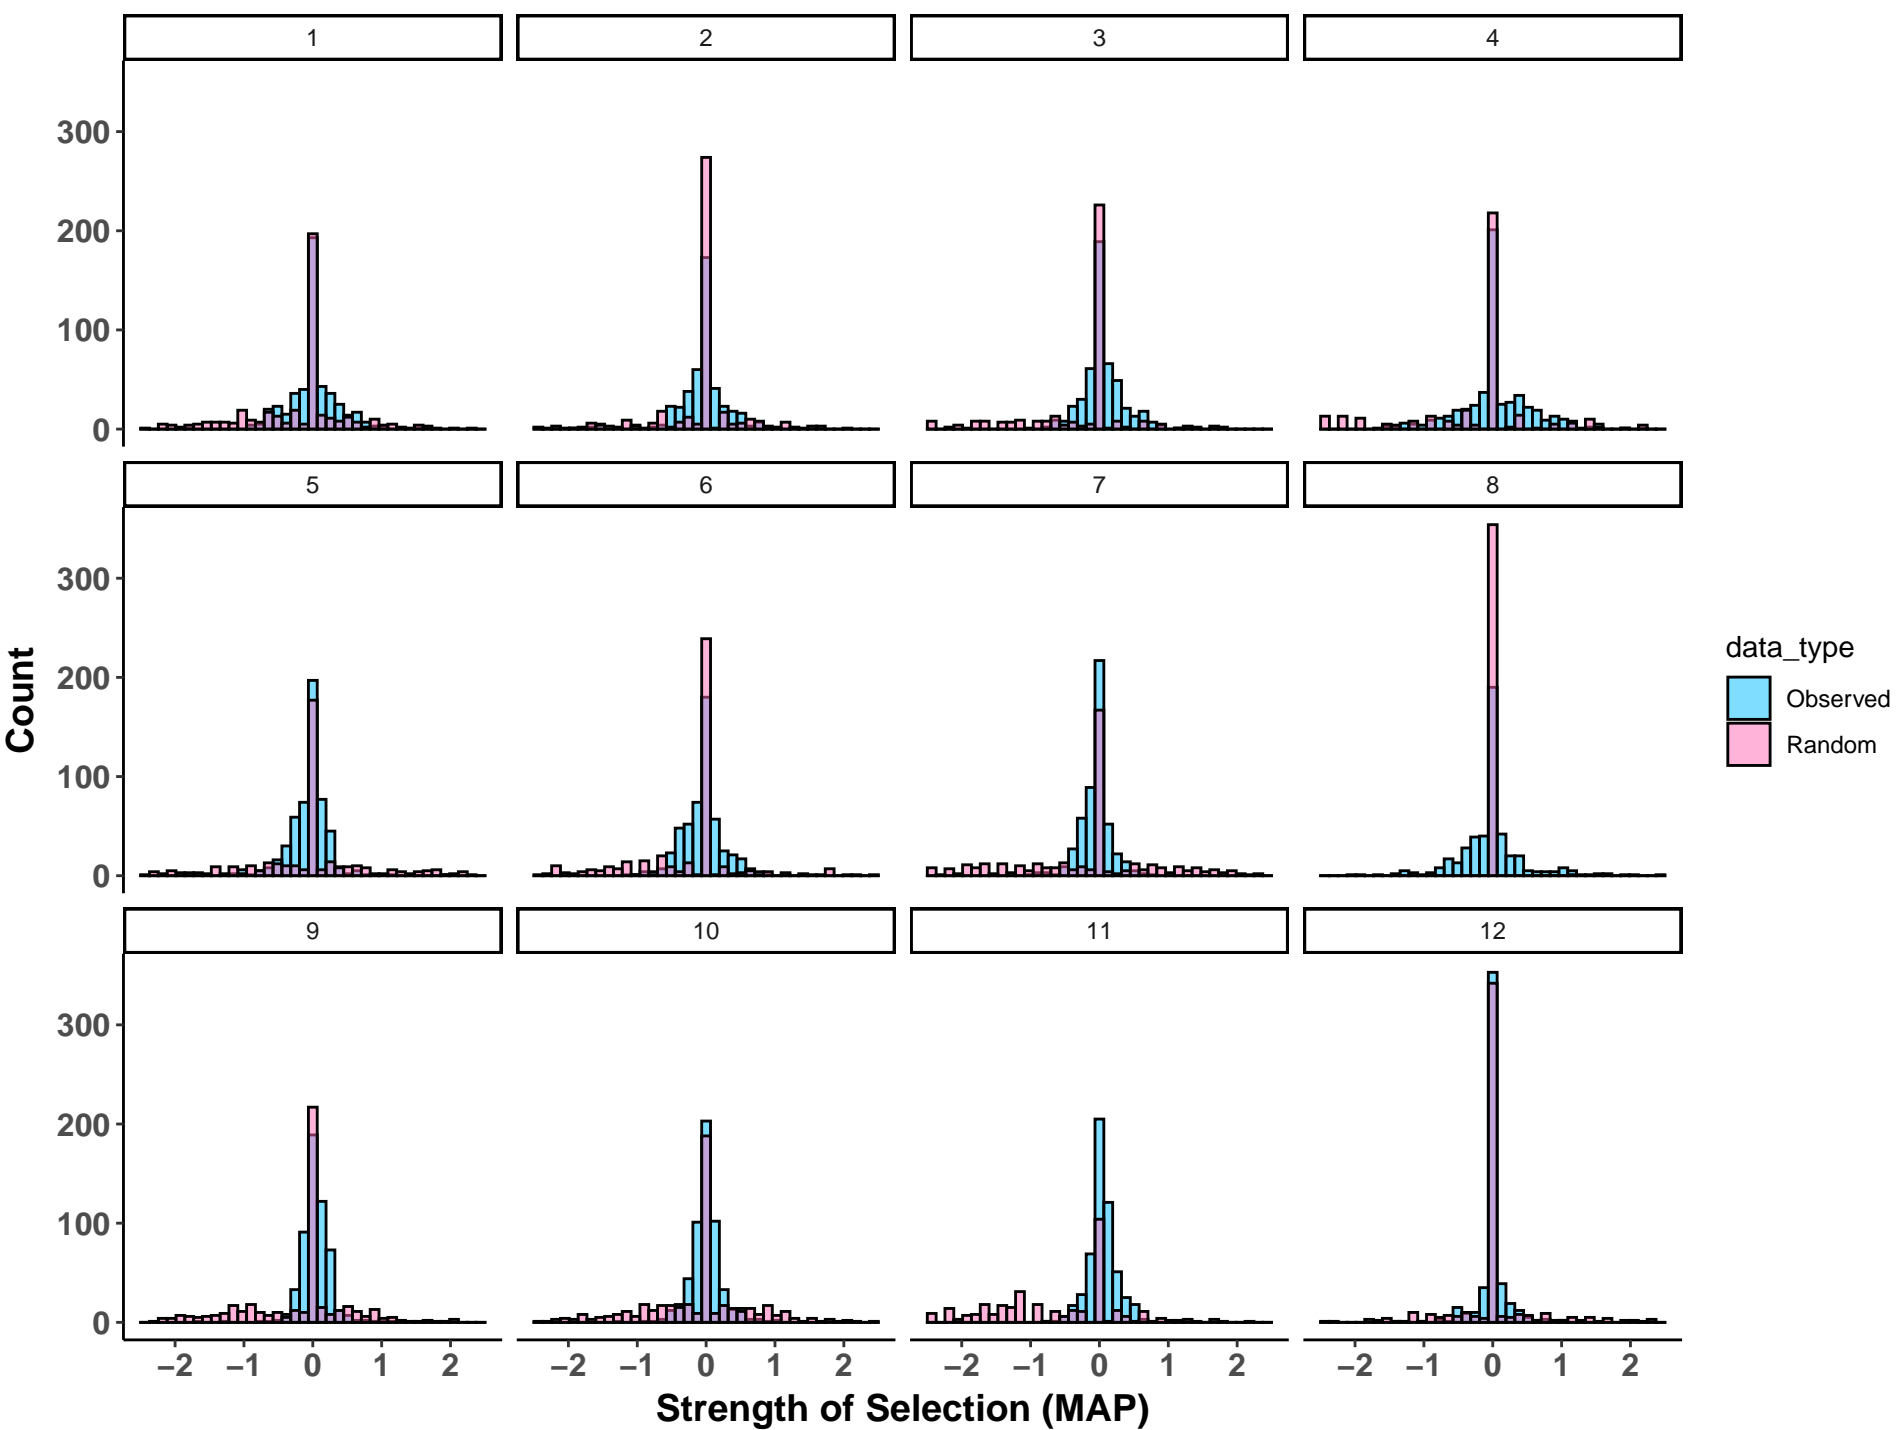 1 2 3 4
300
200
100
0
5 6 7 8
300
200
100
0
9 10 11 12
300
200
100
0
−2 −1 0 1 2 −2 −1 0 1 2 −2 −1 0 1 2 −2 −1 0 1 2
Strength of Selection (MAP)
Count
data_type
Observed
Random